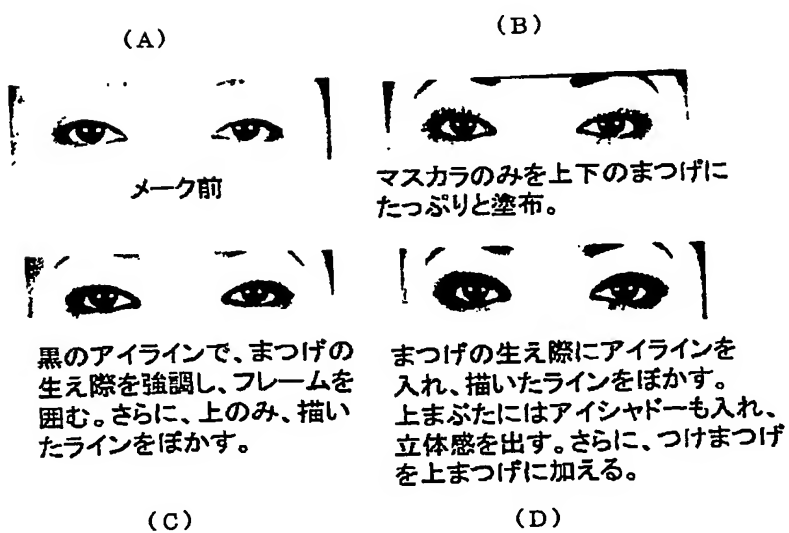 (A)
(B)
メーク前
マスカラのみを上下のまつげに
たっぷりと塗布。
黒のアイラインで、まつげの
生え際を強調し、フレームを
囲む。さらに、上のみ、描い
たラインをぼかす。
まつげの生え際にアイラインを
入れ、描いたラインをぼかす。
上まぶたにはアイシャドーも入れ、
立体感を出す。さらに、つけまつげ
を上まつげに加える。
(C)
(D)